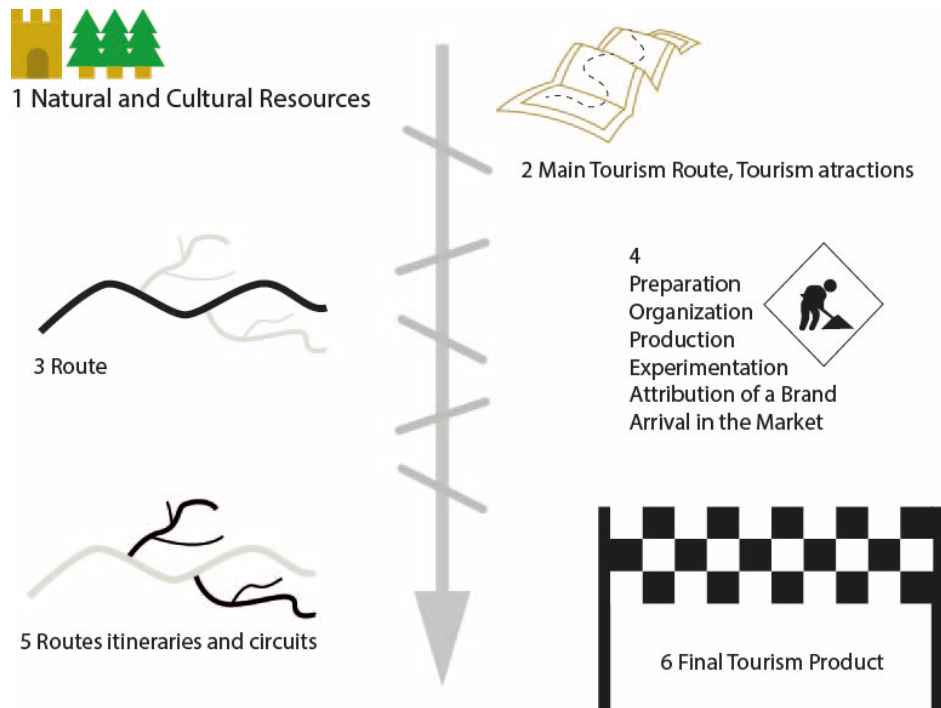 1 Natural and Cultural Resources
2 Main Tourism Route, Tourism atractions
3 Route
4
Preparation
Organization
Production
Experimentation
Attribution of a Brand
Arrival in the Market
5 Routes itineraries and circuits
6 Final Tourism Product